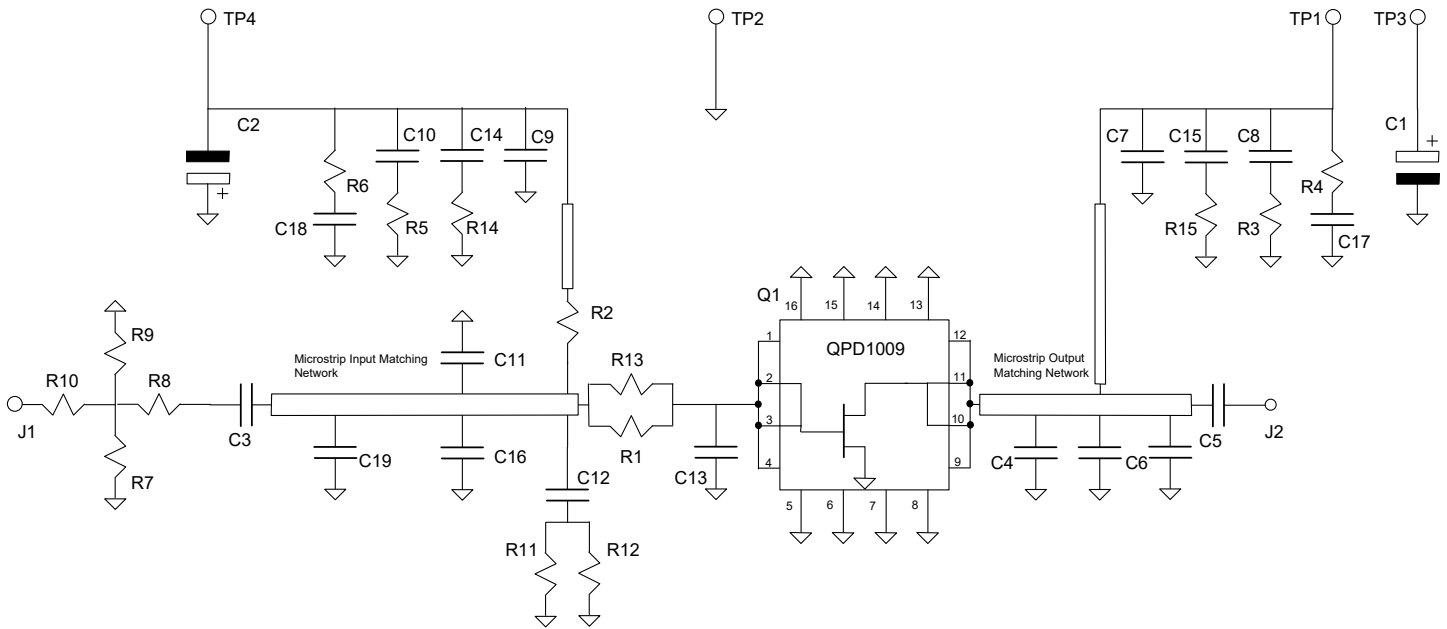 TP4
TP2
TP1
TP3
C2
C10
C14
C9
C7
C15
C8
C1
+
R6
R4
+
C18
R5
R14
R15
R3
C17
R2
Q1
16
15
14
13
R9
Microstrip Input Matching
Network
C11
R13
1
QPD1009
12
Microstrip Output
Matching Network
R10
R8
2
11
J1
C3
3
10
C5
J2
C19
C16
R1
C13
4
9
C4
C6
R7
C12
5
6
7
8
R11
R12